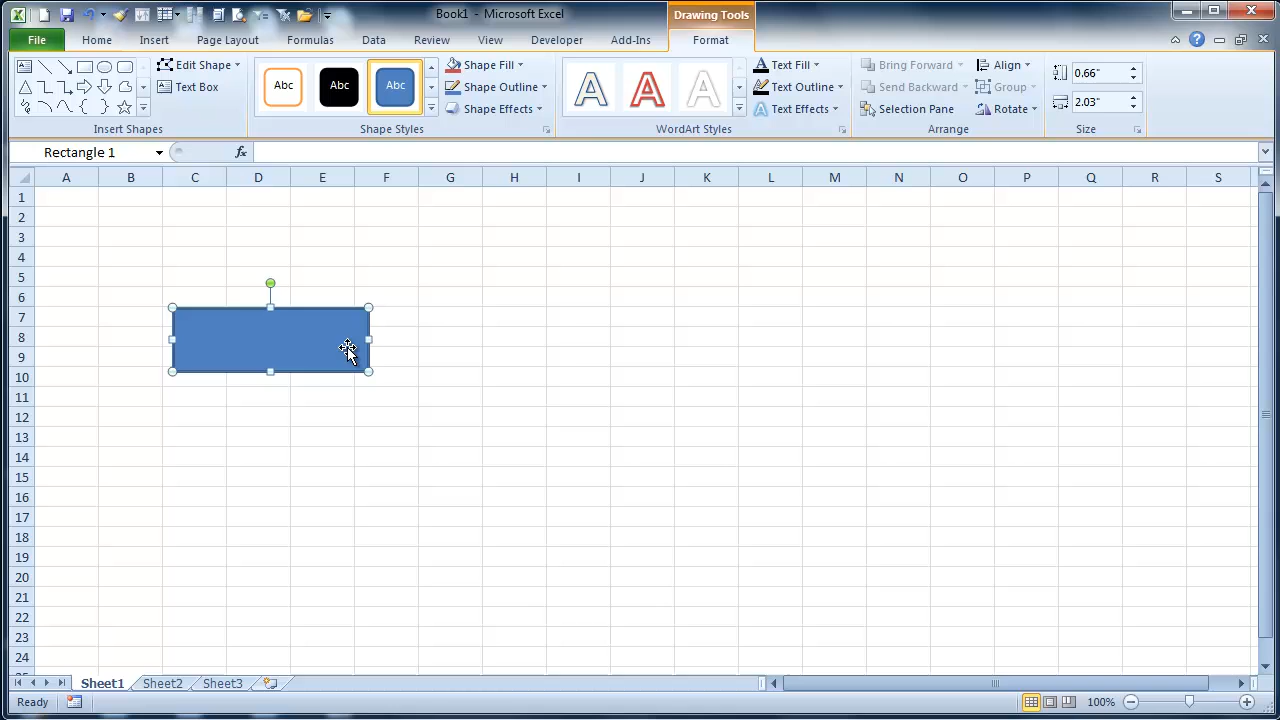 Book1 - Microsoft Excel
Drawing Tools
File Home Insert Page Layout Formulas Data Review View Developer Add-Ins Format
Edit Shape
Text Box
Insert Shapes
Abc Abc Abc
Shape Fill
Shape Outline
Shape Effects
Shape Styles
A A A
Text Fill
Text Outline
Text Effects
WordArt Styles
Bring Forward
Send Backward
Selection Pane
Align
Group
Rotate
Arrange
0.66"
2.03"
Size
Rectangle 1
fx
A B C D E F G H I J K L M N O P Q R S
1
2
3
4
5
6
7
8
9
10
11
12
13
14
15
16
17
18
19
20
21
22
23
24
Sheet1 Sheet2 Sheet3
Ready
100%